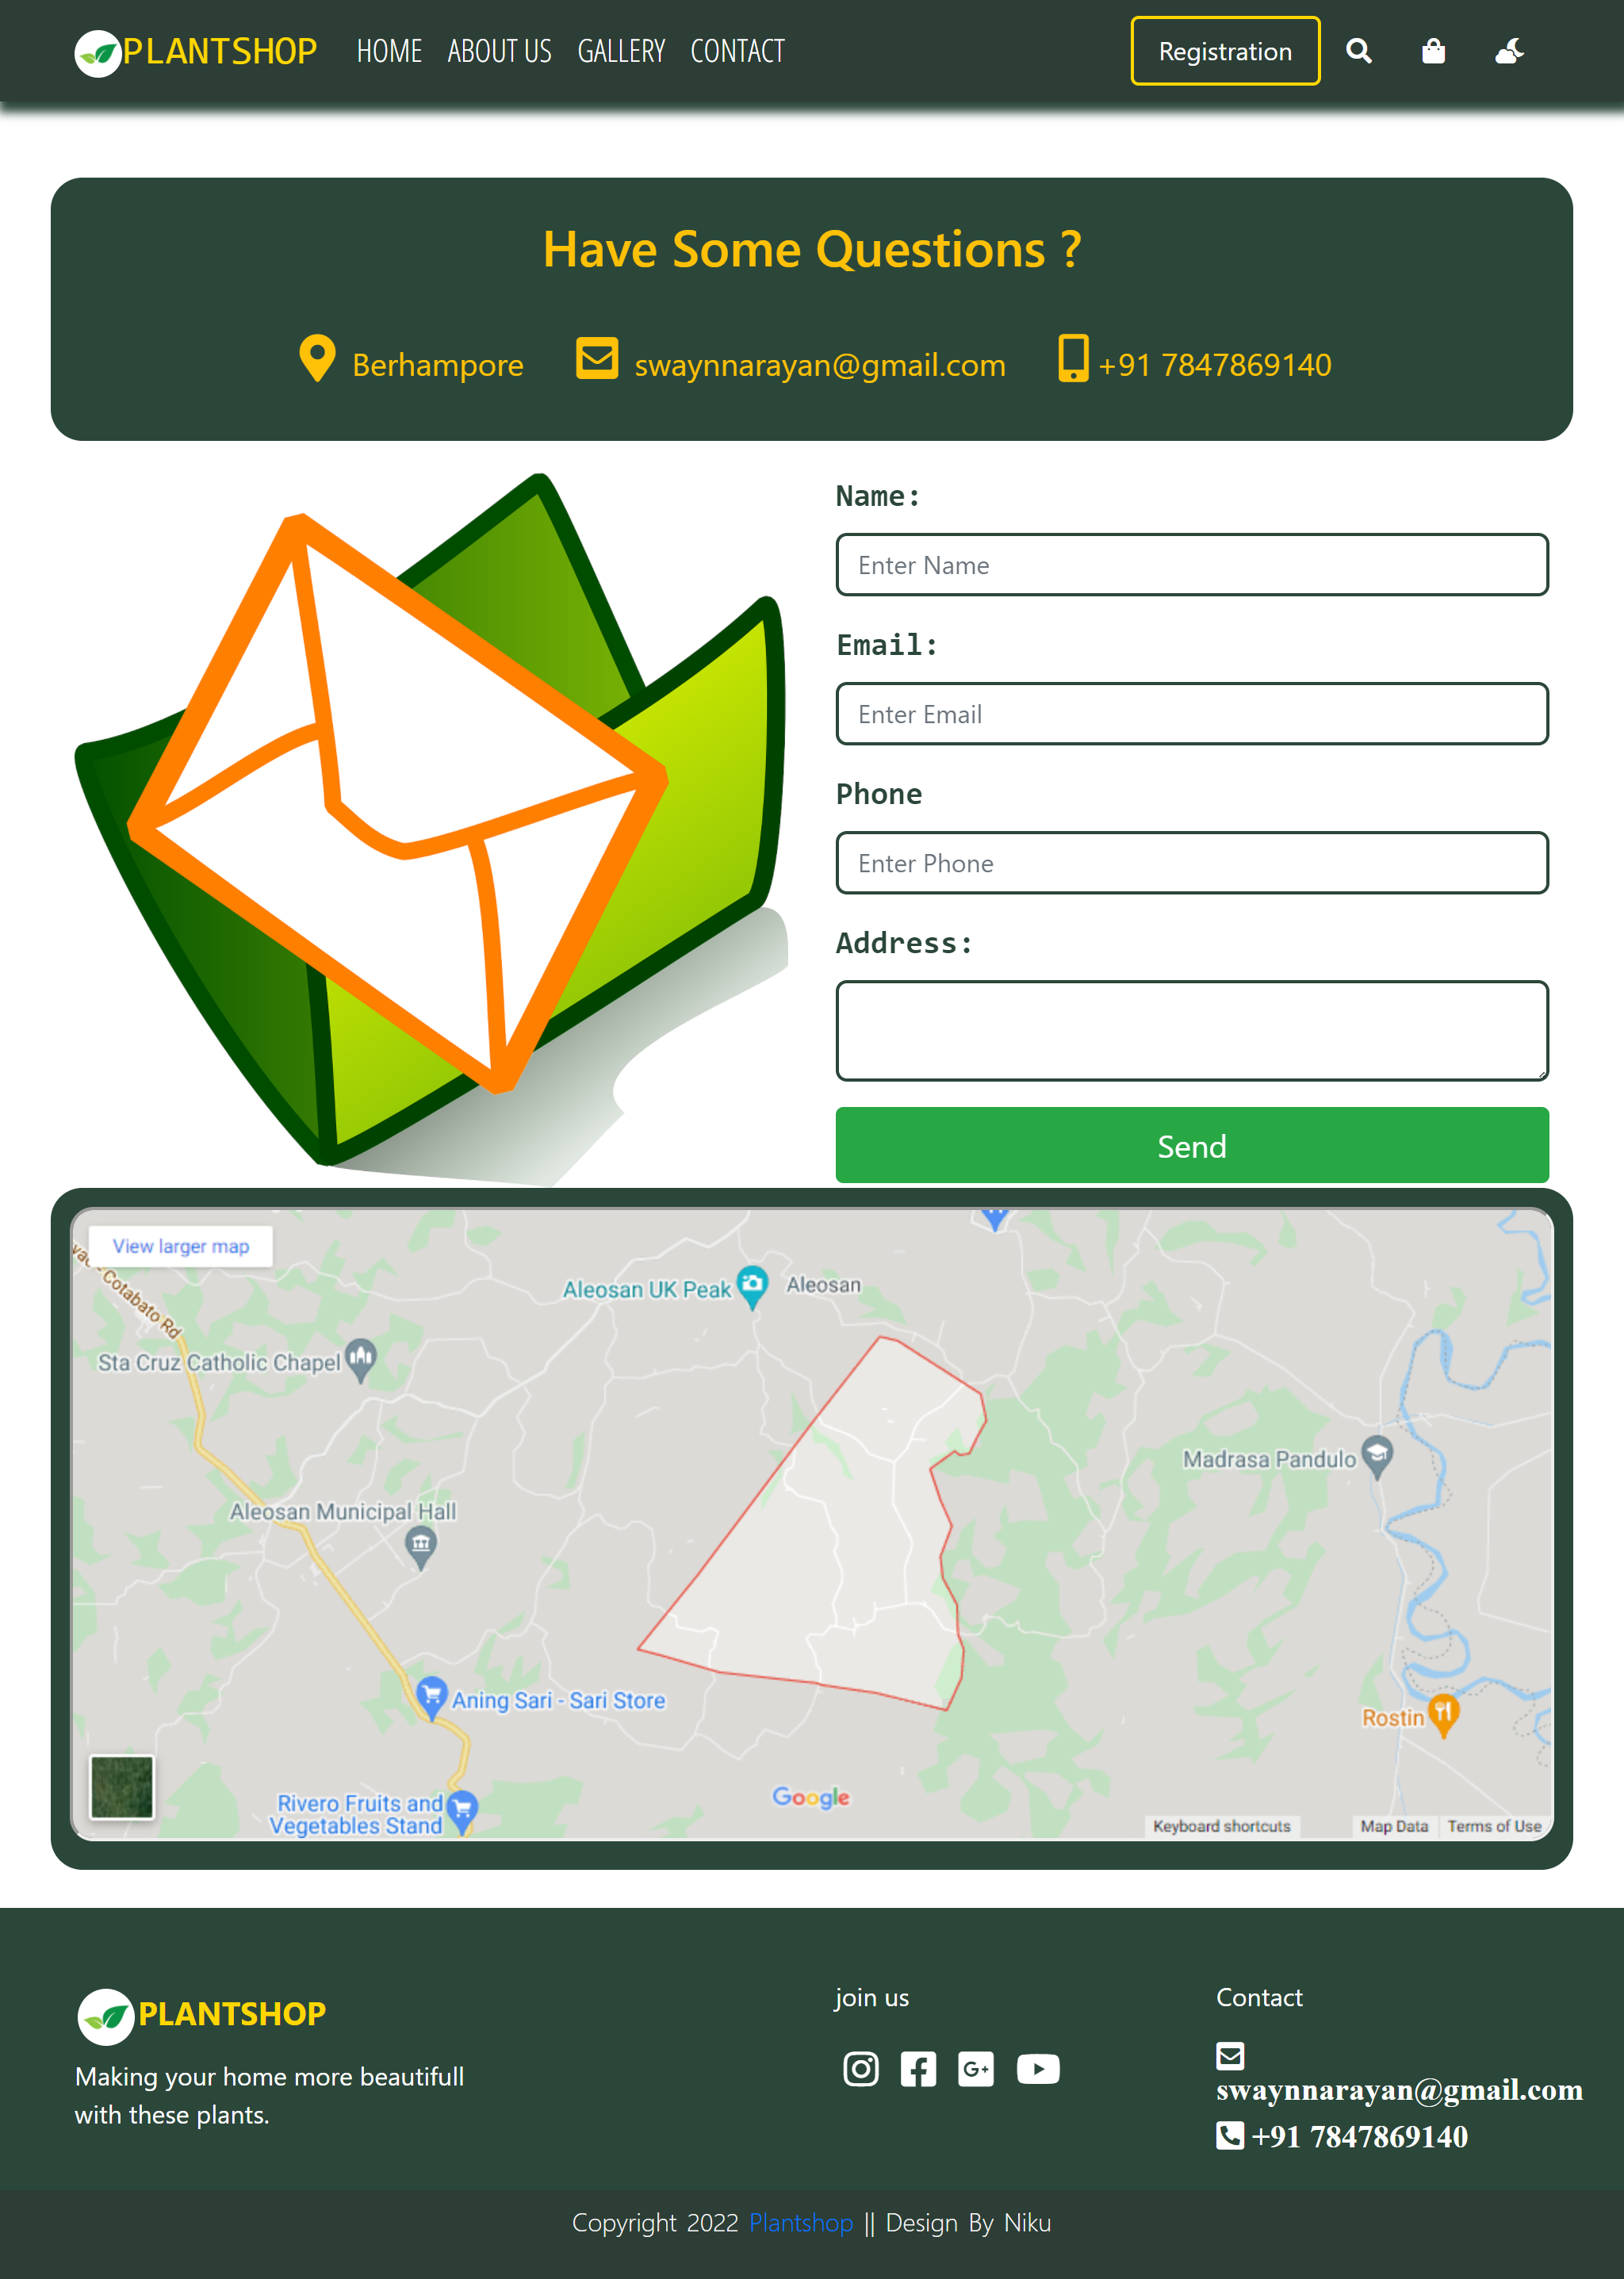 PLANTSHOP HOME ABOUT US GALLERY CONTACT Registration
Have Some Questions ?
Berhampore swaynnarayan@gmail.com +91 7847869140
Name:
Enter Name
Email:
Enter Email
Phone
Enter Phone
Address:
Send
View larger map
Cotabato Rd
Aleosan UK Peak
Aleosan
Sta Cruz Catholic Chapel
Madrasa Pandulo
Aleosan Municipal Hall
Aning Sari - Sari Store
Rostin
Rivero Fruits and
Vegetables Stand
Google
Keyboard shortcuts Map Data Terms of Use
PLANTSHOP
Making your home more beautifull
with these plants.
join us
G+
Contact
swaynnarayan@gmail.com
+91 7847869140
Copyright 2022 Plantshop || Design By Niku